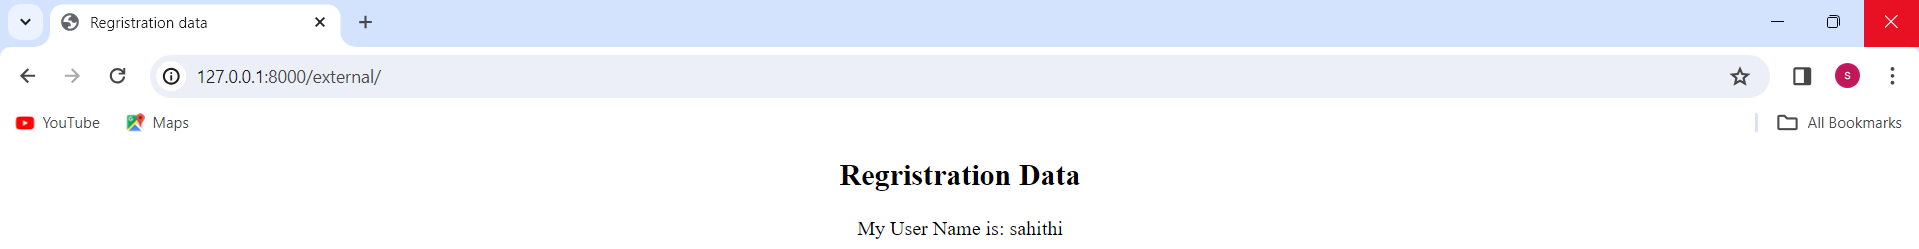 Regristration data
127.0.0.1:8000/external/
S
YouTube Maps All Bookmarks
Regristration Data
My User Name is: sahithi